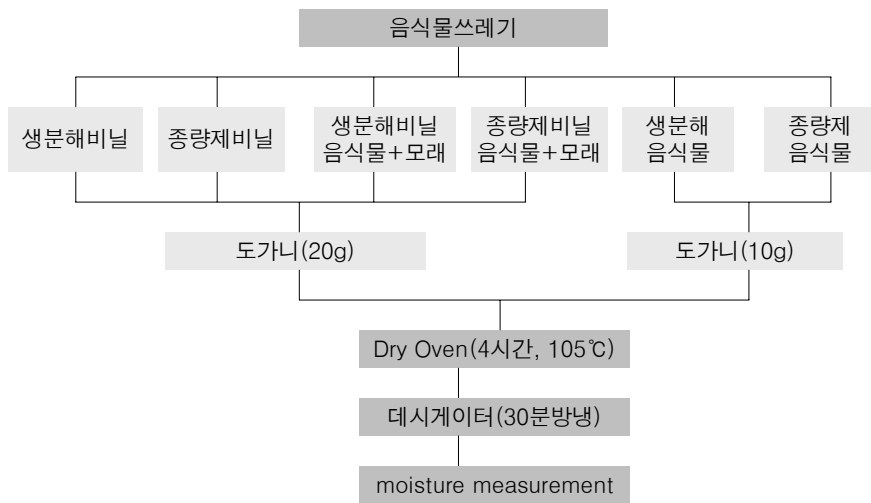 음식물쓰레기
생분해비닐
종량제비닐
생분해비닐
음식물+모래
종량제비닐
음식물+모래
생분해
음식물
종량제
음식물
도가니(20g)
도가니(10g)
Dry Oven(4시간, 105℃)
데시게이터(30분방냉)
moisture measurement